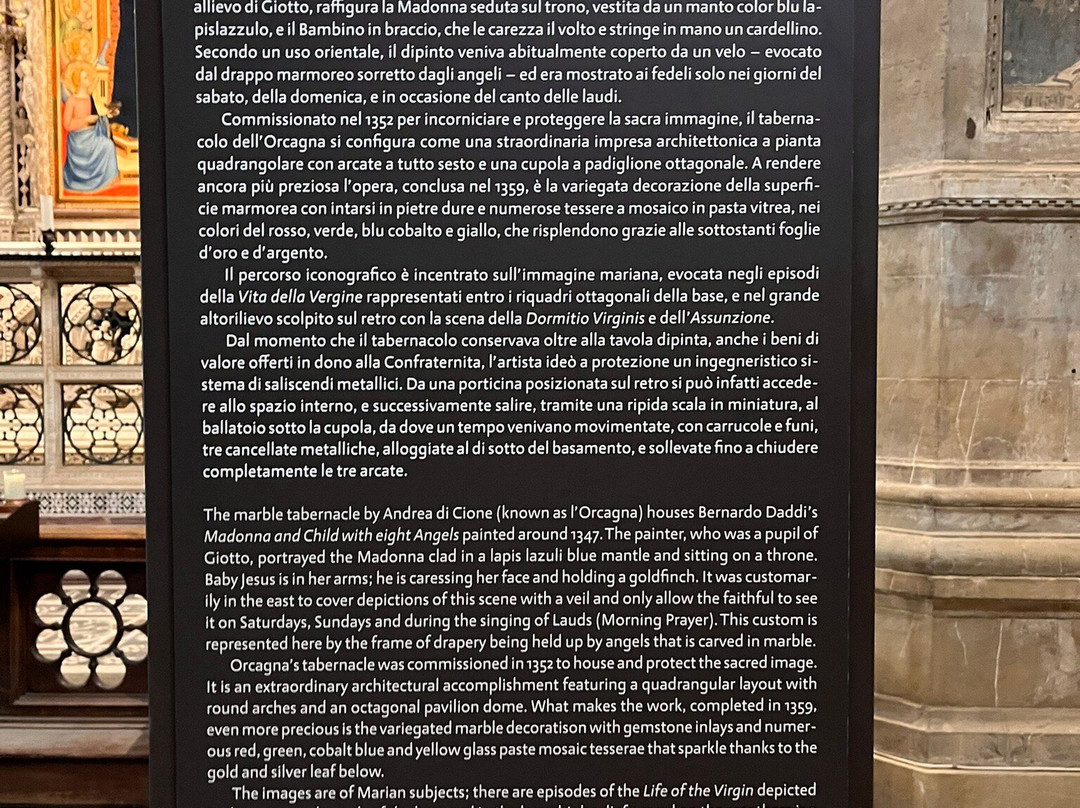 allievo di Giotto, raffigura la Madonna seduta sul trono, vestita da un manto color blu la-
pislazzulo, e il Bambino in braccio, che le carezza il volto e stringe in mano un cardellino.
Secondo un uso orientale, il dipinto veniva abitualmente coperto da un velo – evocato
dal drappo marmoreo sorretto dagli angeli – ed era mostrato ai fedeli solo nei giorni del
sabato, della domenica, e in occasione del canto delle laudi.
Commissionato nel 1352 per incorniciare e proteggere la sacra immagine, il taberna-
colo dell'Orcagna si configura come una straordinaria impresa architettonica a pianta
quadrangolare con arcate a tutto sesto e una cupola a padiglione ottagonale. A rendere
ancora più preziosa l'opera, conclusa nel 1359, è la variegata decorazione della superfi-
cie marmorea con intarsi in pietre dure e numerose tessere a mosaico in pasta vitrea, nei
colori del rosso, verde, blu cobalto e giallo, che risplendono grazie alle sottostanti foglie
d'oro e d'argento.
Il percorso iconografico è incentrato sull'immagine mariana, evocata negli episodi
della Vita della Vergine rappresentati entro i riquadri ottagonali della base, e nel grande
altorilievo scolpito sul retro con la scena della Dormitio Virginis e dell'Assunzione.
Dal momento che il tabernacolo conservava oltre alla tavola dipinta, anche i beni di
valore offerti in dono alla Confraternita, l'artista ideò a protezione un ingegneristico si-
stema di saliscendi metallici. Da una porticina posizionata sul retro si può infatti accede-
re allo spazio interno, e successivamente salire, tramite una ripida scala in miniatura, al
ballatoio sotto la cupola, da dove un tempo venivano movimentate, con carrucole e funi,
tre cancellate metalliche, alloggiate al di sotto del basamento, e sollevate fino a chiudere
completamente le tre arcate.
The marble tabernacle by Andrea di Cione (known as l'Orcagna) houses Bernardo Daddi's
Madonna and Child with eight Angels painted around 1347. The painter, who was a pupil of
Giotto, portrayed the Madonna clad in a lapis lazuli blue mantle and sitting on a throne.
Baby Jesus is in her arms; he is caressing her face and holding a goldfinch. It was customar-
ily in the east to cover depictions of this scene with a veil and only allow the faithful to see
it on Saturdays, Sundays and during the singing of Lauds (Morning Prayer). This custom is
represented here by the frame of drapery being held up by angels that is carved in marble.
Orcagna's tabernacle was commissioned in 1352 to house and protect the sacred image.
It is an extraordinary architectural accomplishment featuring a quadrangular layout with
round arches and an octagonal pavilion dome. What makes the work, completed in 1359,
even more precious is the variegated marble decoratison with gemstone inlays and numer-
ous red, green, cobalt blue and yellow glass paste mosaic tesserae that sparkle thanks to the
gold and silver leaf below.
The images are of Marian subjects; there are episodes of the Life of the Virgin depicted